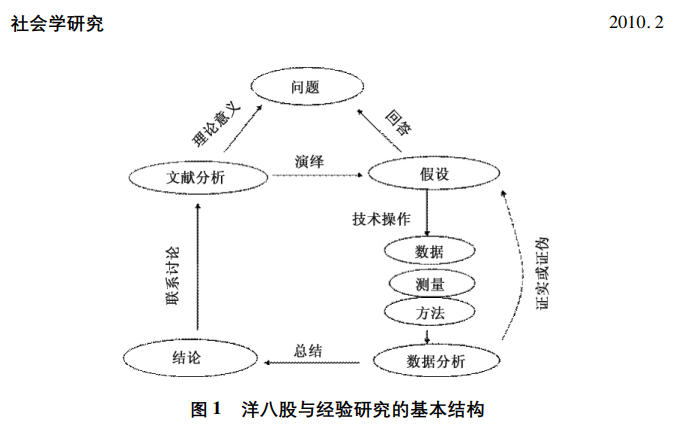 社会学研究 2010.2
问题
理论意义
回答
文献分析
演绎
假设
技术操作
数据
测量
方法
联系讨论
证实或证伪
结论
总结
数据分析
图1 洋八股与经验研究的基本结构